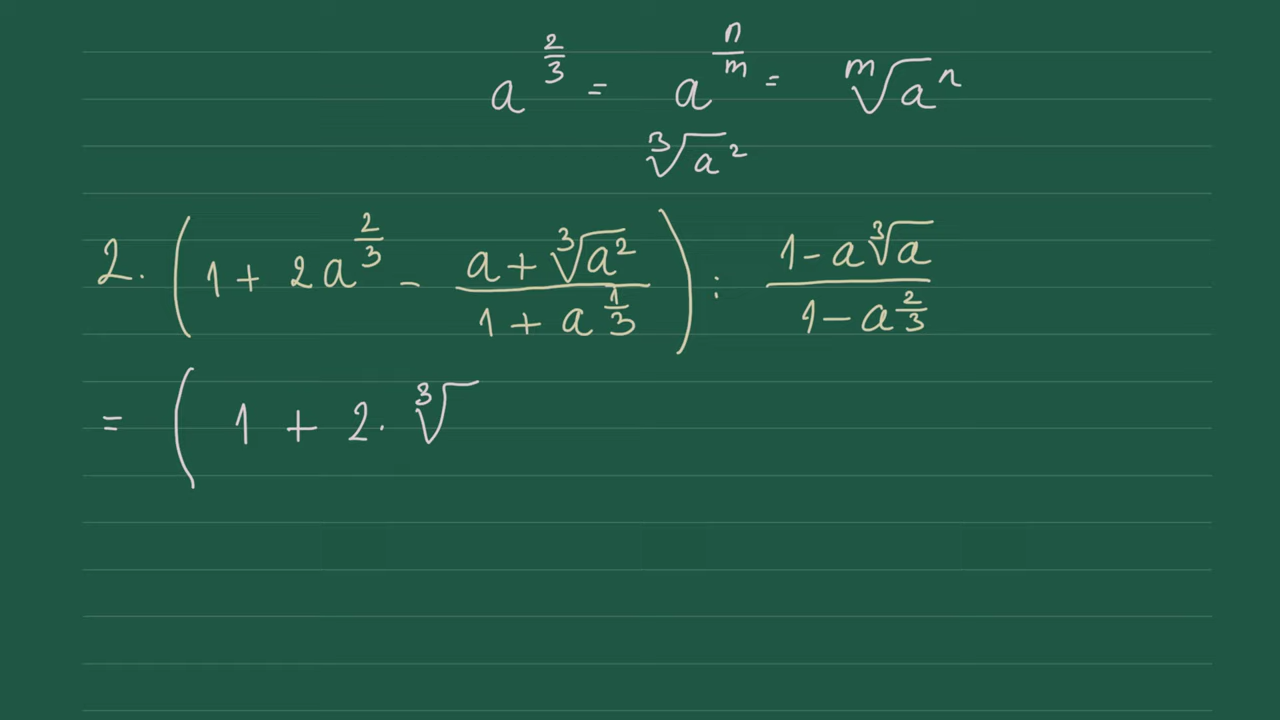 a^{2/3} = a^{n/m} = ᵐ√aⁿ
³√a²
2. (1 + 2a^{2/3} - (a + ³√a²)/(1 + a^{1/3})) : (1 - a³√a)/(1 - a^{2/3})
= ( 1 + 2. ³√